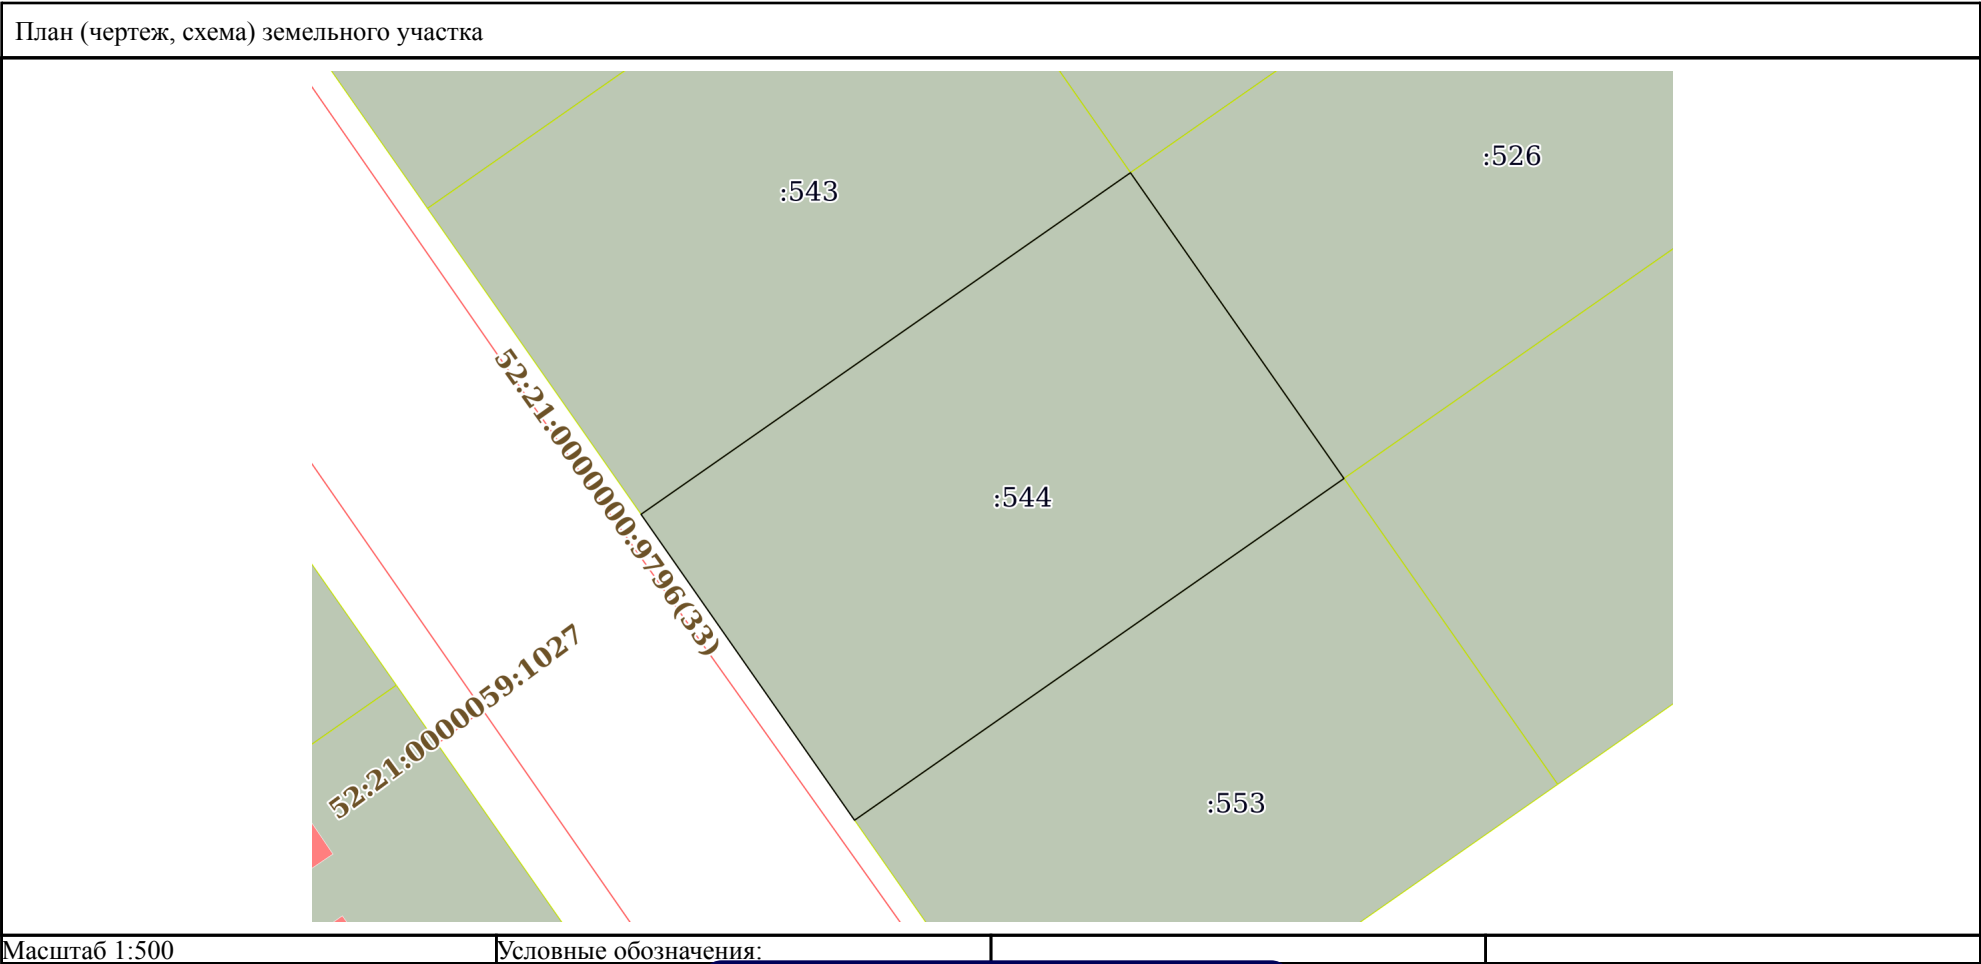 План (чертеж, схема) земельного участка
:526
:543
52:21:0000000:9796(33)
:544
52:21:0000059:1027
:553
Масштаб 1:500
Условные обозначения: